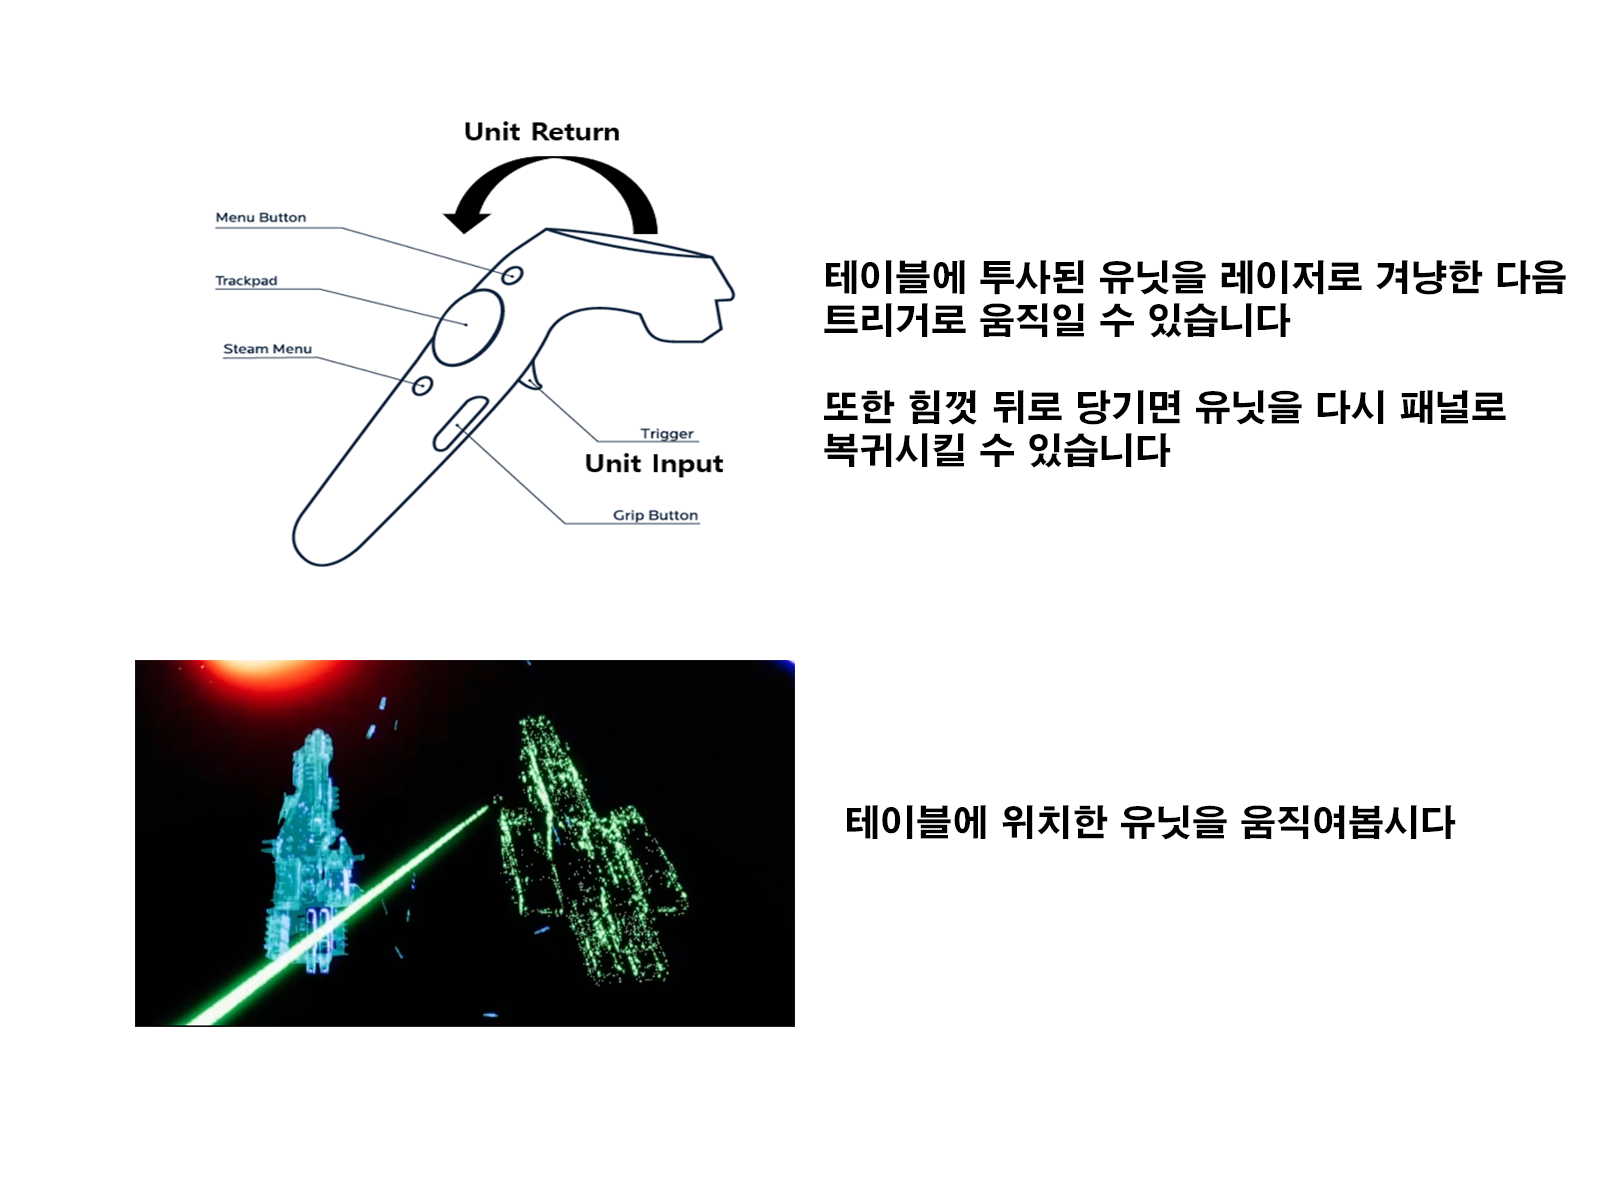 Unit Return
Menu Button
Trackpad
Steam Menu
Trigger
Unit Input
Grip Button
테이블에 투사된 유닛을 레이저로 겨냥한 다음
트리거로 움직일 수 있습니다
또한 힘껏 뒤로 당기면 유닛을 다시 패널로
복귀시킬 수 있습니다
테이블에 위치한 유닛을 움직여봅시다